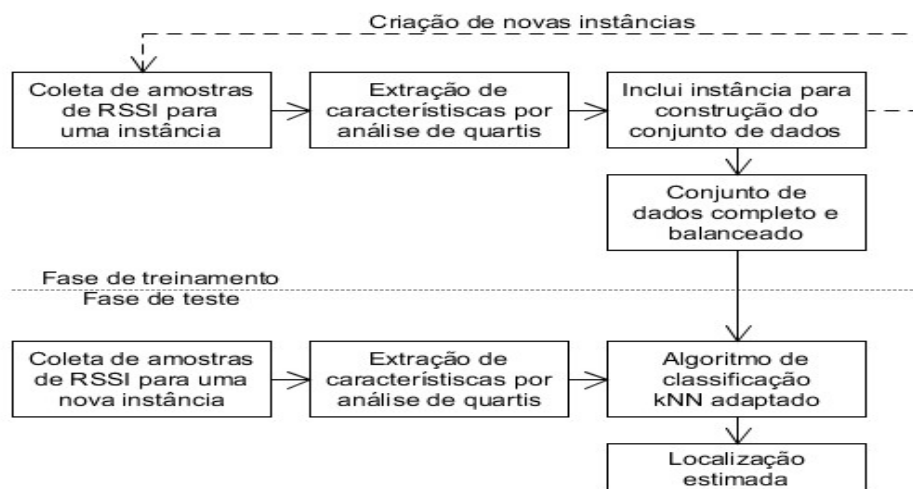 Criação de novas instâncias
Coleta de amostras
de RSSI para
uma instância
Extração de
característiscas por
análise de quartis
Inclui instância para
construção do
conjunto de dados
Conjunto de
dados completo e
balanceado
Fase de treinamento
Fase de teste
Coleta de amostras
de RSSI para uma
nova instância
Extração de
característiscas por
análise de quartis
Algoritmo de
classificação
kNN adaptado
Localização
estimada